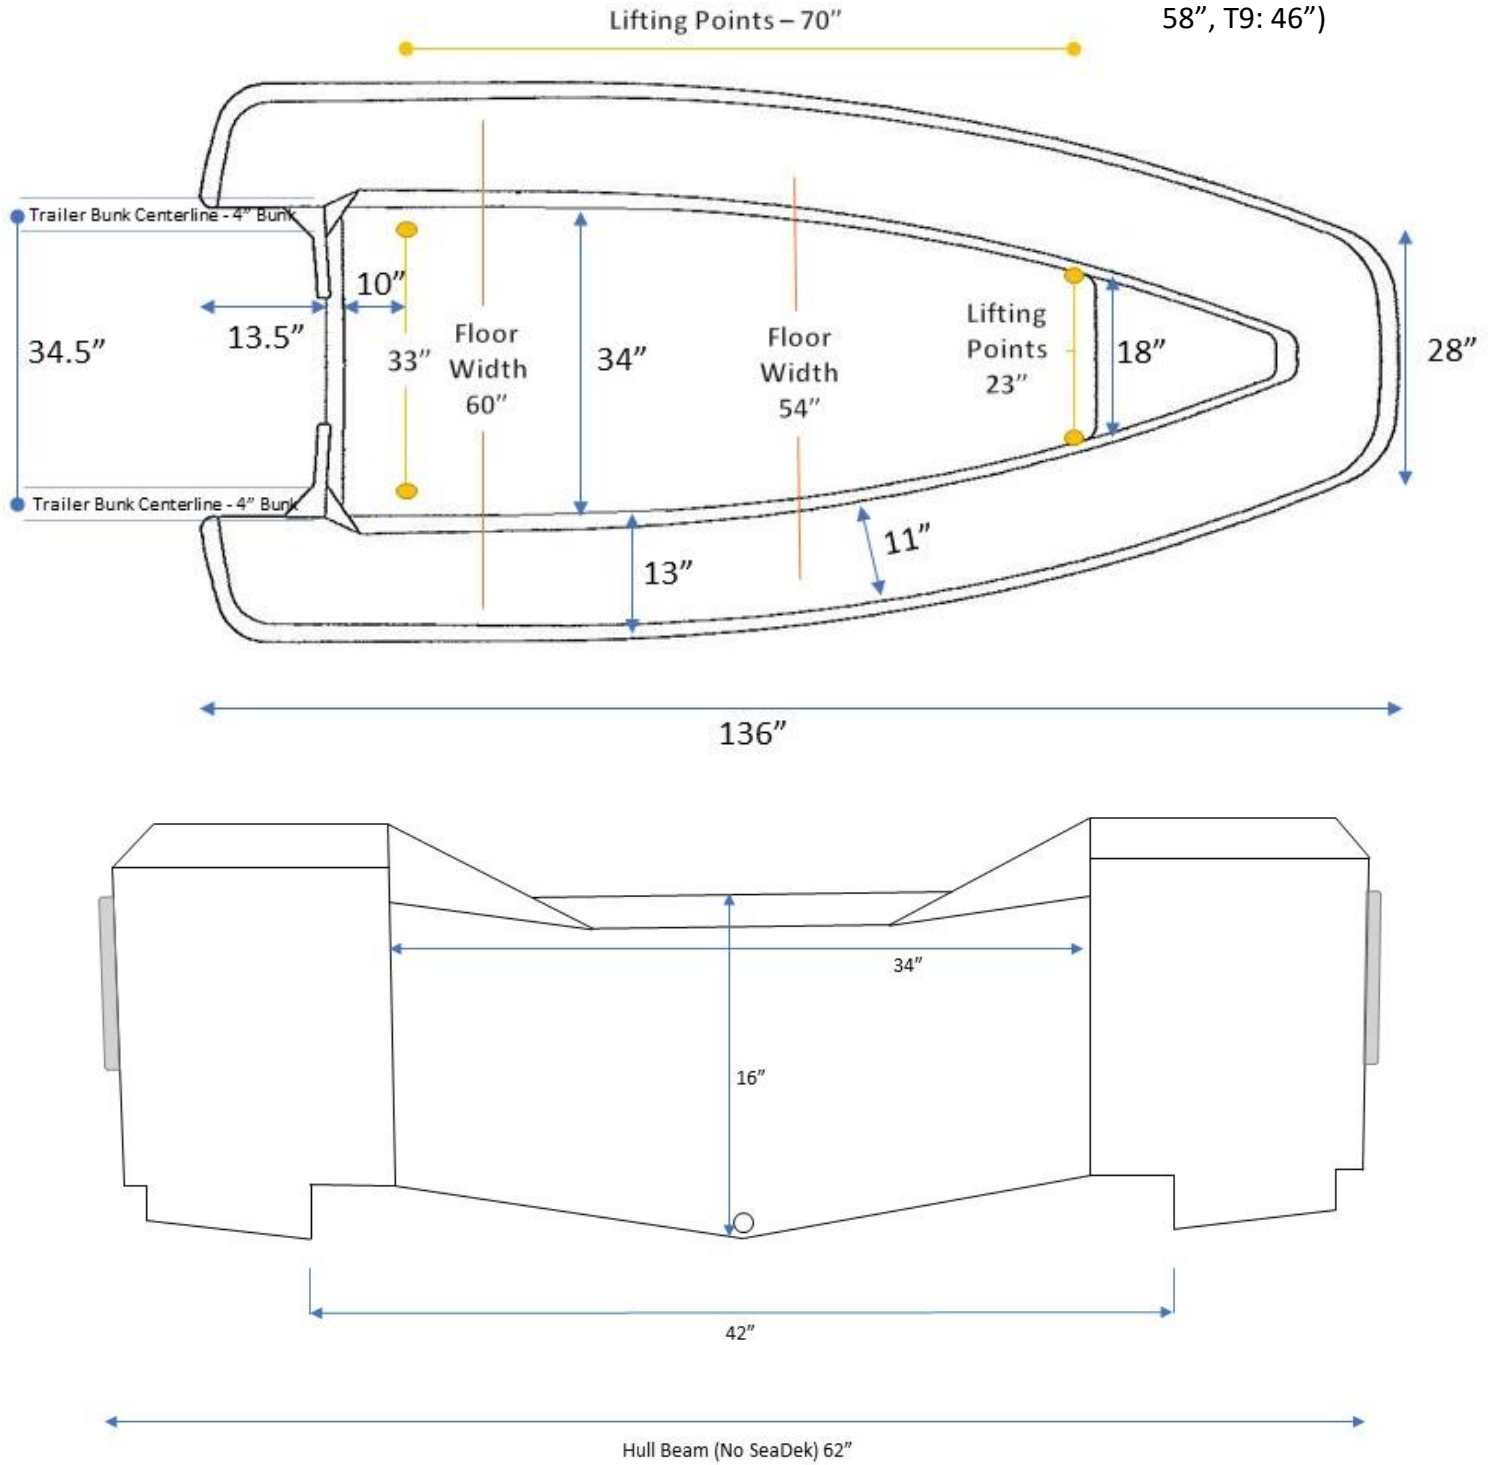 Lifting Points – 70”
58”, T9: 46”)
Trailer Bunk Centerline - 4” Bunk
10”
13.5”
34.5”
33”
Floor
Width
60”
34”
Floor
Width
54”
Lifting
Points
23”
18”
28”
Trailer Bunk Centerline - 4” Bunk
13”
11”
136”
34”
16”
42”
Hull Beam (No SeaDek) 62”